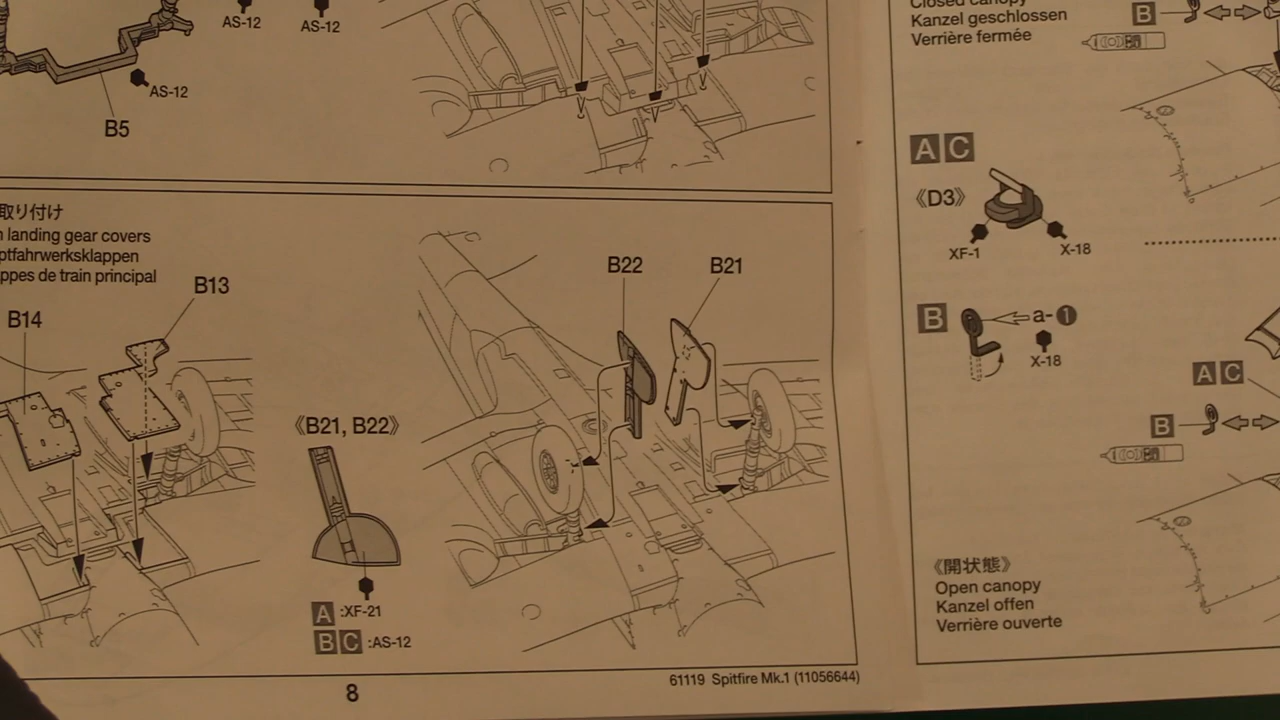 AS-12
AS-12
AS-12
B5
取り付け
landing gear covers
ptfahrwerksklappen
ppes de train principal
B13
B14
《B21, B22》
A :XF-21
B C :AS-12
B22
B21
8
61119 Spitfire Mk.1 (11056644)
Closed canopy
Kanzel geschlossen
Verrière fermée
B
A C
《D3》
XF-1
X-18
B
a-1
X-18
A C
B
《開状態》
Open canopy
Kanzel offen
Verrière ouverte